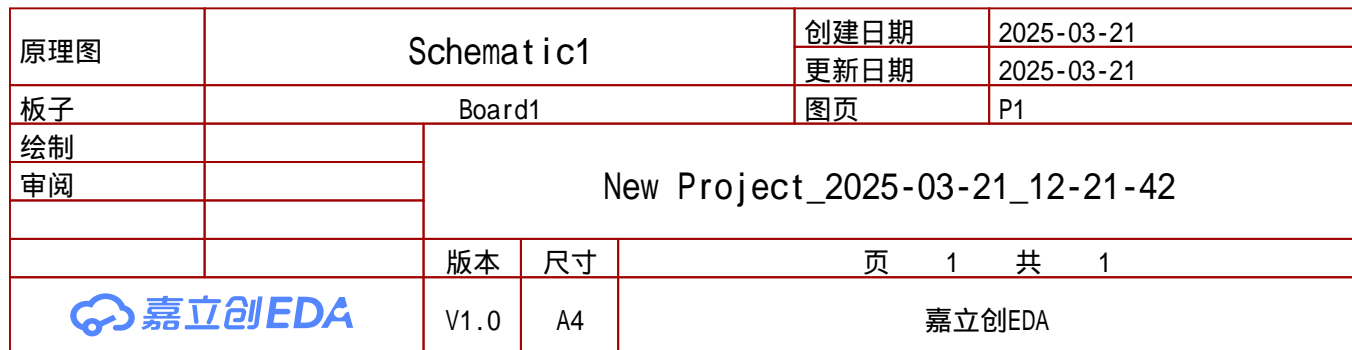 原理图 Schematic1 创建日期 2025-03-21
更新日期 2025-03-21
板子 Board1 图页 P1
绘制
审阅
New Project_2025-03-21_12-21-42
版本 尺寸 页 1 共 1
嘉立创EDA V1.0 A4 嘉立创EDA